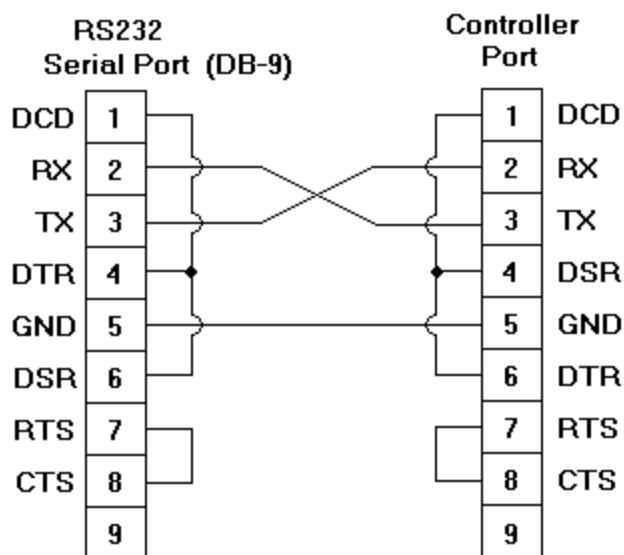 RS232
Serial Port (DB-9)
Controller
Port
DCD 1
1 DCD
RX 2
2 RX
TX 3
3 TX
DTR 4
4 DSR
GND 5
5 GND
DSR 6
6 DTR
RTS 7
7 RTS
CTS 8
8 CTS
9
9